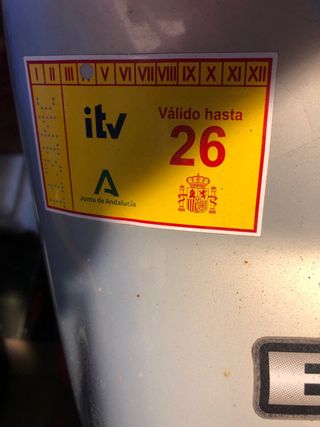 I II III V VI VII VIII IX X XI XII
itv
Válido hasta
26
Junta de Andalucía